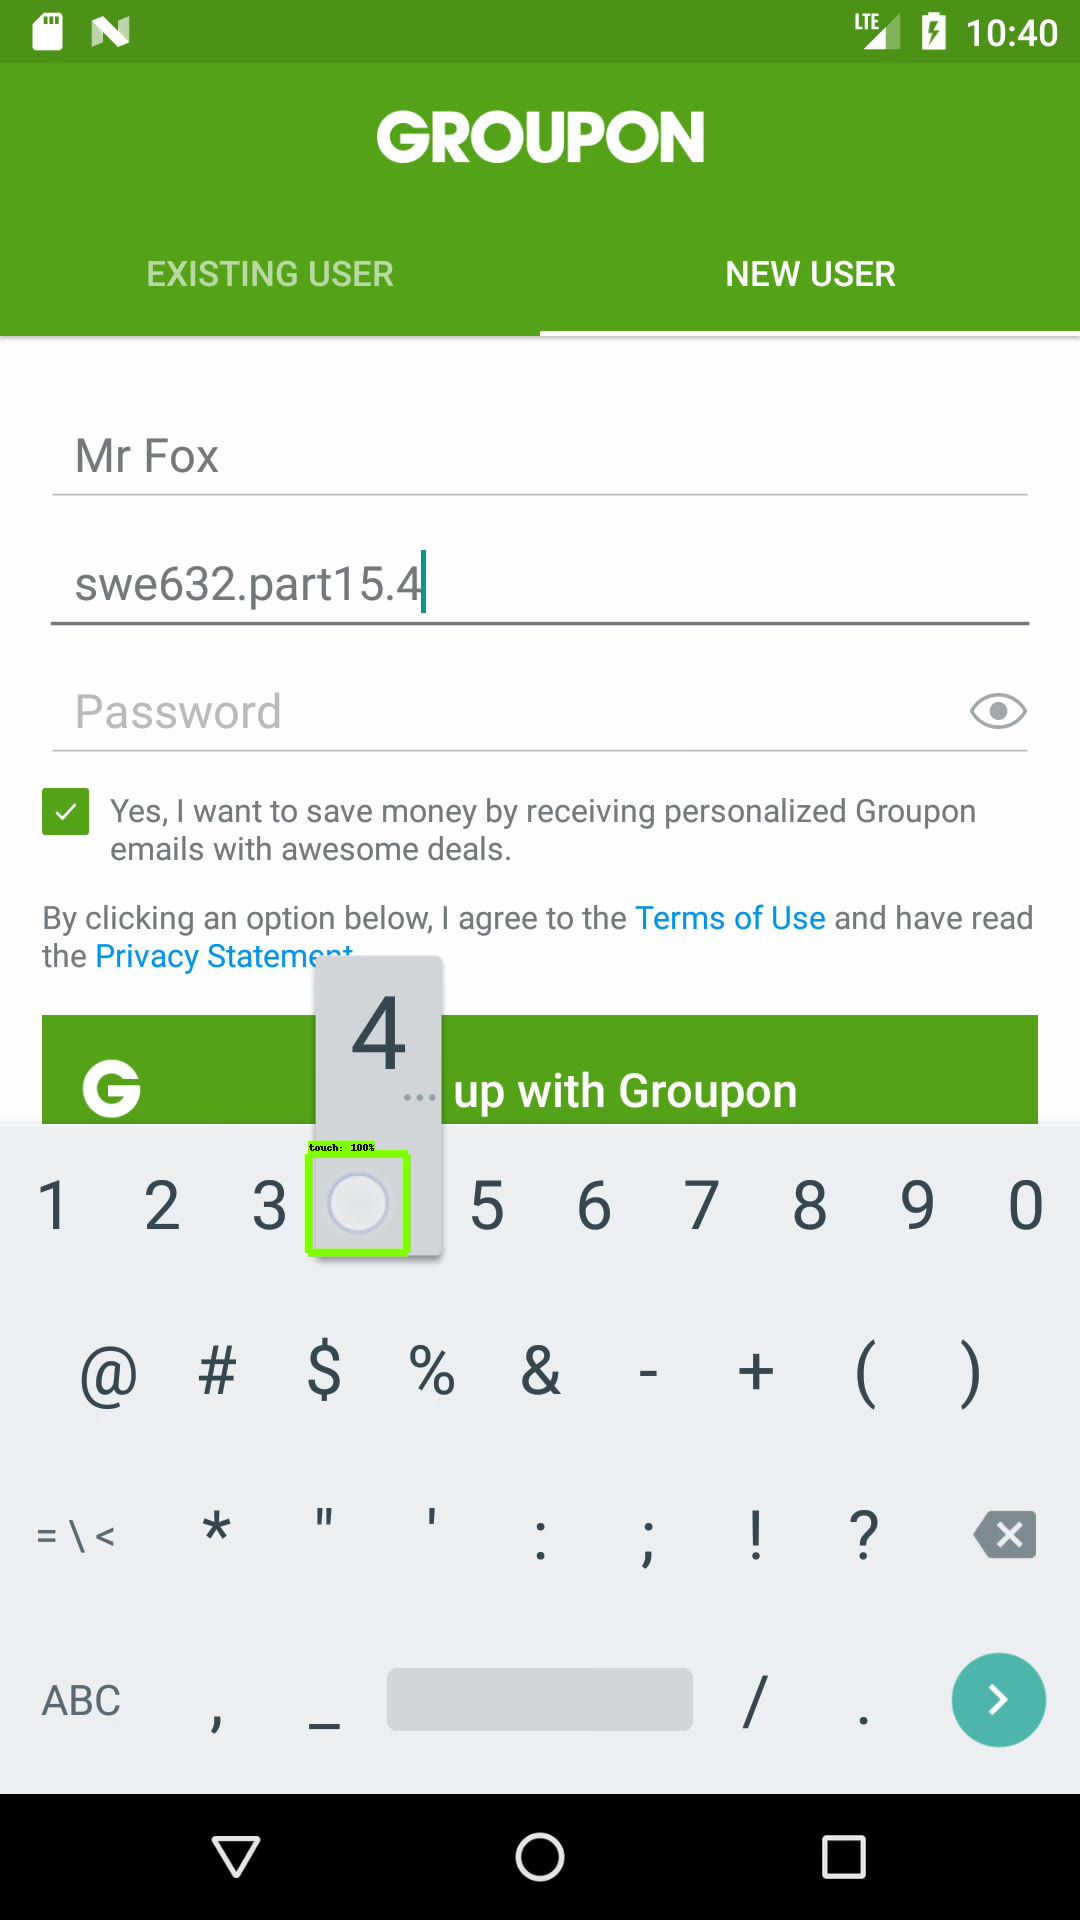 LTE 10:40
GROUPON
EXISTING USER NEW USER
Mr Fox
swe632.part15.4
Password
Yes, I want to save money by receiving personalized Groupon
emails with awesome deals.
By clicking an option below, I agree to the Terms of Use and have read
the Privacy Statement
4
...
G up with Groupon
touch: 100%
1 2 3 5 6 7 8 9 0
@ # $ % & - + ( )
= \ < * " ' : ; ! ?
ABC , _ / .